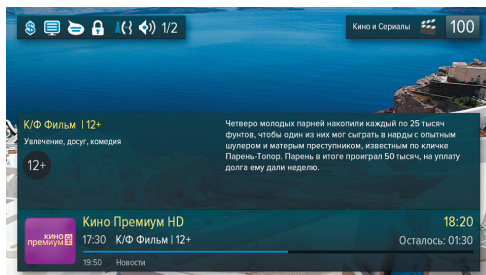 1/2
Кино и Сериалы 100
К/Ф Фильм | 12+
Увлечение, досуг, комедия
12+
Четверо молодых парней накопили каждый по 25 тысяч
фунтов, чтобы один из них мог сыграть в нарды с опытным
шулером и матерым преступником, известным по кличке
Парень-Топор. Парень в итоге проиграл 50 тысяч, на уплату
долга ему дали неделю.
кино
премиум HD
Кино Премиум HD 18:20
17:30 К/Ф Фильм | 12+ Осталось: 01:30
19:50 Новости